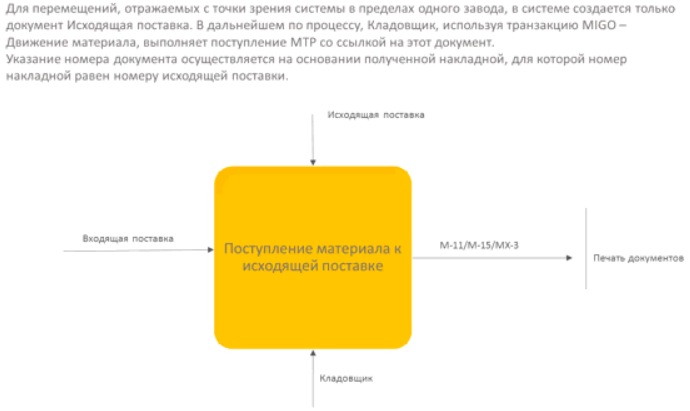 Для перемещений, отражаемых с точки зрения системы в пределах одного завода, в системе создается только
документ Исходящая поставка. В дальнейшем по процессу, Кладовщик, используя транзакцию MIGO –
Движение материала, выполняет поступление МТР со ссылкой на этот документ.
Указание номера документа осуществляется на основании полученной накладной, для которой номер
накладной равен номеру исходящей поставки.
Исходящая поставка
Входящая поставка
Поступление материала к
исходящей поставке
М-11/М-15/МХ-3
Печать документов
Кладовщик